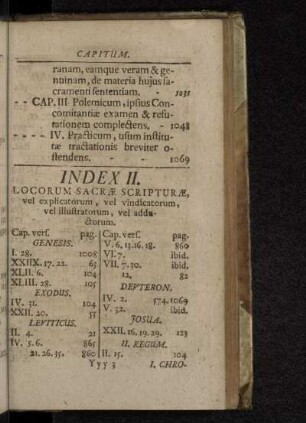 CAPITUM.
ranam, eamque veram & ge-
nuinam, de materia hujus sa-
cramenti sententiam. - 1031
- - CAP. III Polemicum, ipsius Con-
comitantiæ examen & refu-
tationem complectens. - 1048
- - - - IV. Practicum, usum institu-
tæ tractationis breviter o-
stendens. - - 1069
INDEX II.
LOCORUM SACRÆ SCRIPTURÆ,
vel explicatorum, vel vindicatorum,
vel illustratorum, vel addu-
ctorum.
Cap. vers. pag.
GENESIS.
I. 28. 1008
XXIIX. 17. 22. 65
XLII. 6. 104
XLIII. 28. 105
EXODUS.
IV. 31. 104
XXII. 20. 55
LEVITICUS.
II. 4. 21
IV. 5. 6. 865
21. 26. 35. 860
Cap. vers. pag.
V. 6. 13. 16. 18. 860
VI. 7. ibid.
VII. 7. 30. ibid.
12. 82
DEVTERON.
IV. 2. 574. 1069
V. 32. ibid.
JOSUA.
XXII. 16. 19. 29. 123
II. REGUM.
II. 15. 104
Yyy 3 I. CHRO-